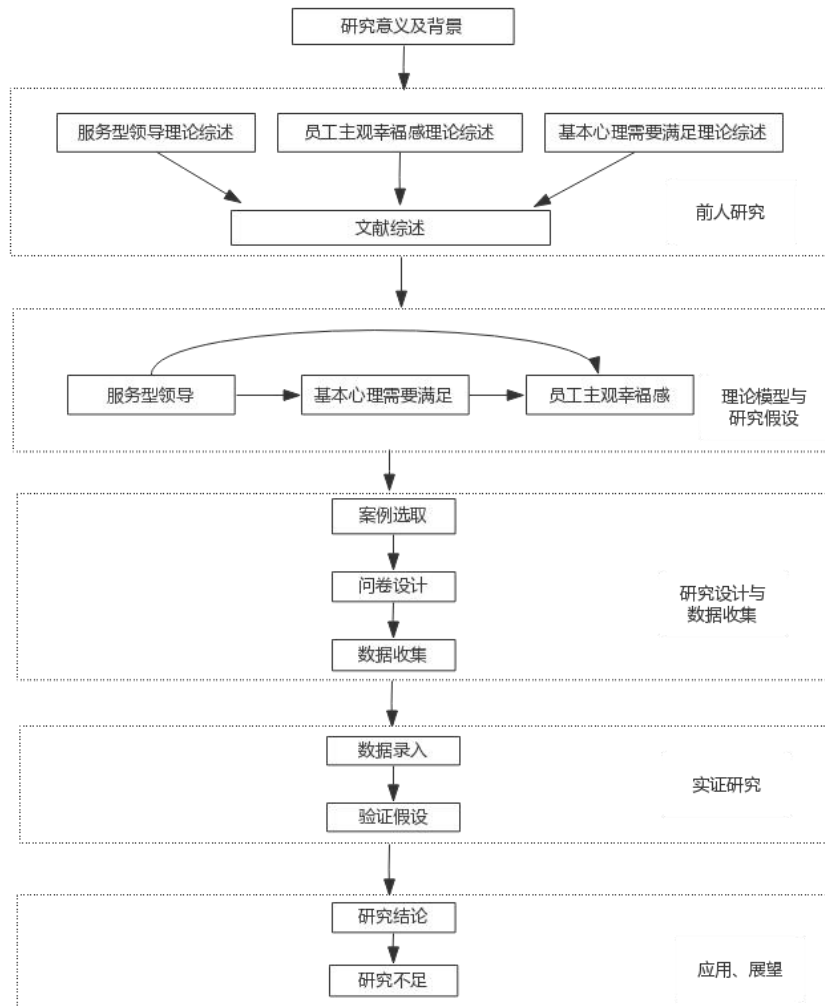 研究意义及背景
服务型领导理论综述
员工主观幸福感理论综述
基本心理需要满足理论综述
前人研究
文献综述
服务型领导
基本心理需要满足
员工主观幸福感
理论模型与
研究假设
案例选取
问卷设计
研究设计与
数据收集
数据收集
数据录入
实证研究
验证假设
研究结论
应用、展望
研究不足